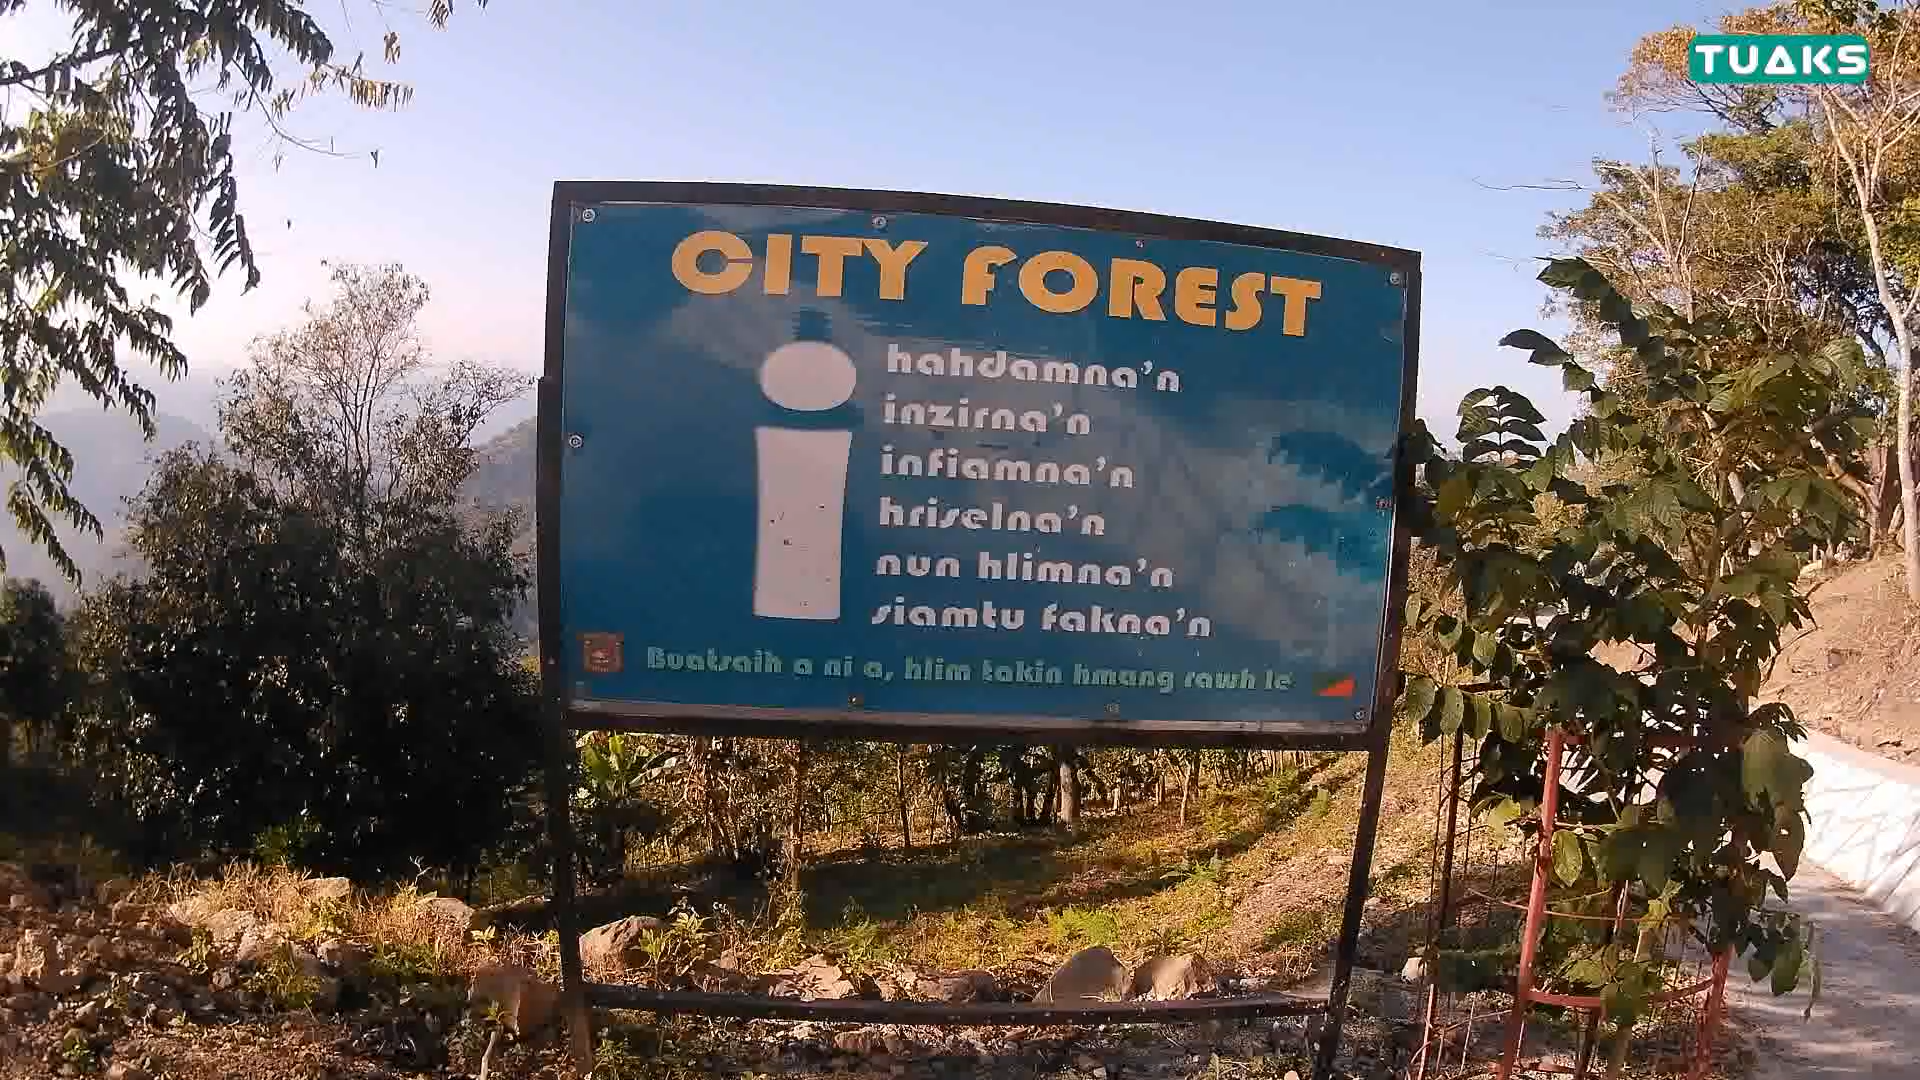 TUAKS
CITY FOREST
i
hahdamna'n
inzirna'n
infiamna'n
hriselna'n
nun hlimna'n
siamtu fakna'n
Buatsaih a ni a, hlim takin hmang rawh le